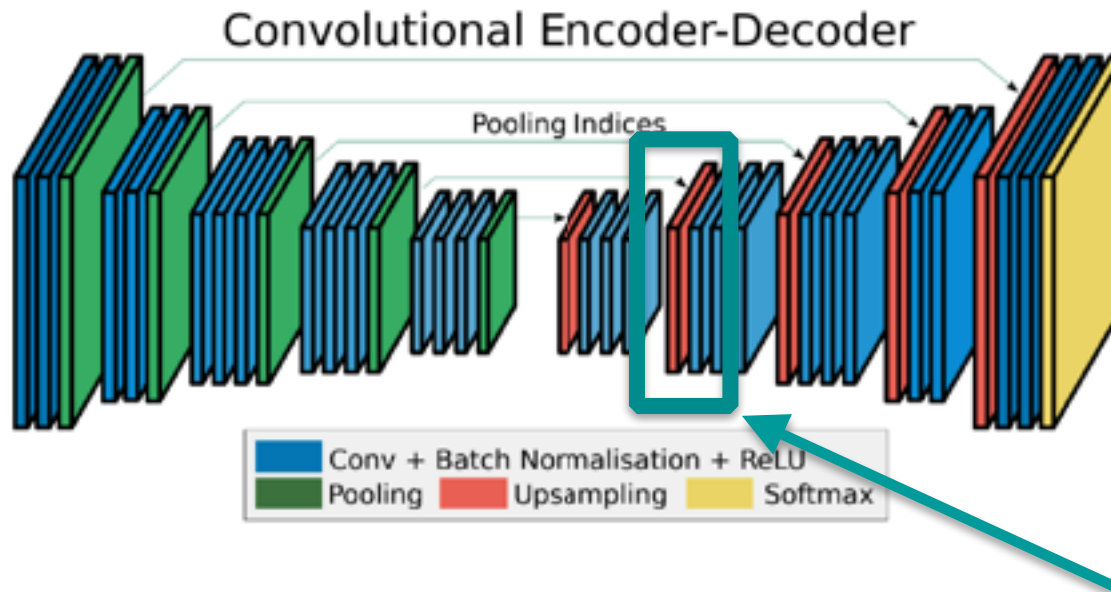 Convolutional Encoder-Decoder
Pooling Indices
Conv + Batch Normalisation + ReLU
Pooling Upsampling Softmax